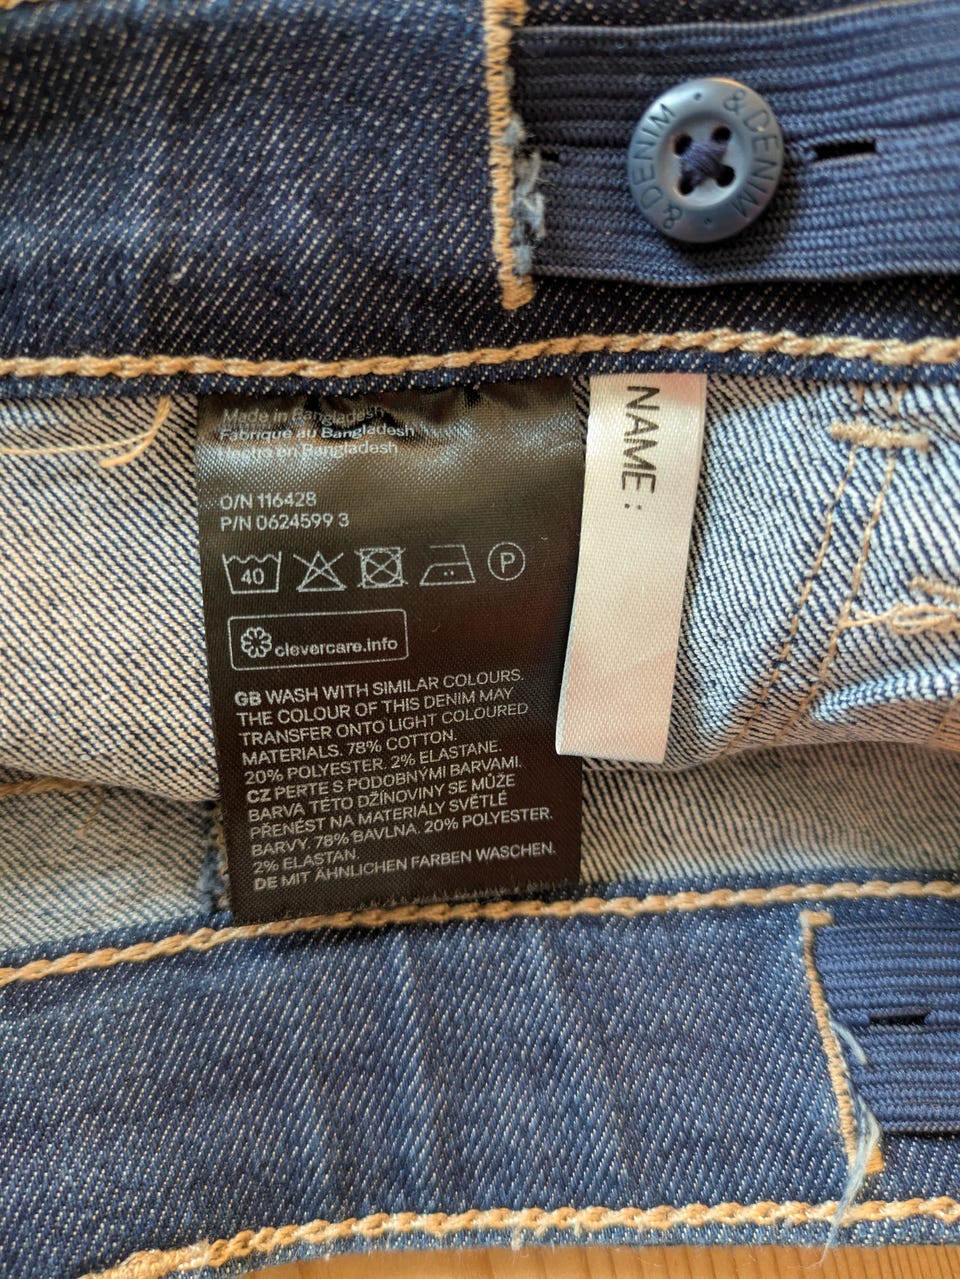 & DENIM • & DENIM •
Made in Bangladesh
Fabriqué au Bangladesh
Hecho en Bangladesh
NAME :
O/N 116428
P/N 0624599 3
40
P
clevercare.info
GB WASH WITH SIMILAR COLOURS.
THE COLOUR OF THIS DENIM MAY
TRANSFER ONTO LIGHT COLOURED
MATERIALS. 78% COTTON.
20% POLYESTER. 2% ELASTANE.
CZ PERTE S PODOBNÝMI BARVAMI.
BARVA TÉTO DŽÍNOVINY SE MŮŽE
PŘENÉST NA MATERIÁLY SVĚTLÉ
BARVY. 78% BAVLNA. 20% POLYESTER.
2% ELASTAN.
DE MIT ÄHNLICHEN FARBEN WASCHEN.